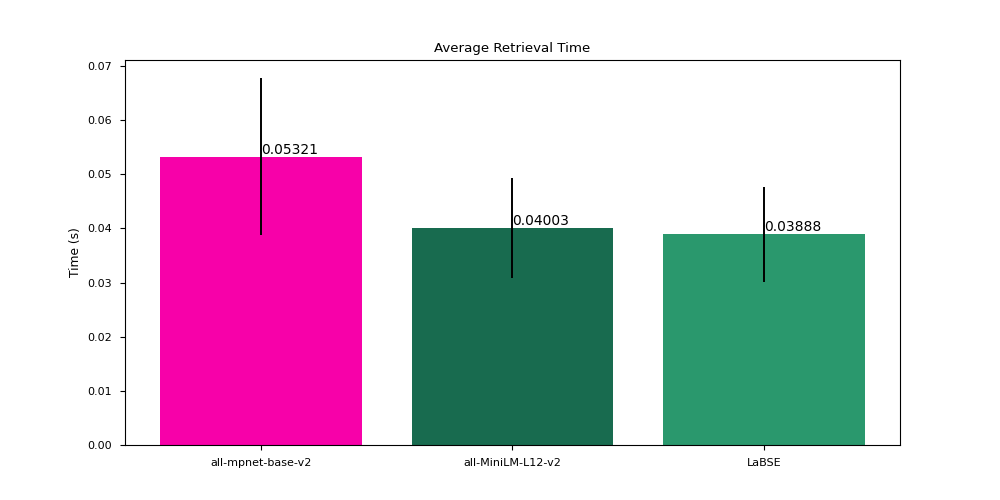 Average Retrieval Time
Time (s)
0.07
0.06
0.05
0.04
0.03
0.02
0.01
0.00
0.05321
0.04003
0.03888
all-mpnet-base-v2
all-MiniLM-L12-v2
LaBSE